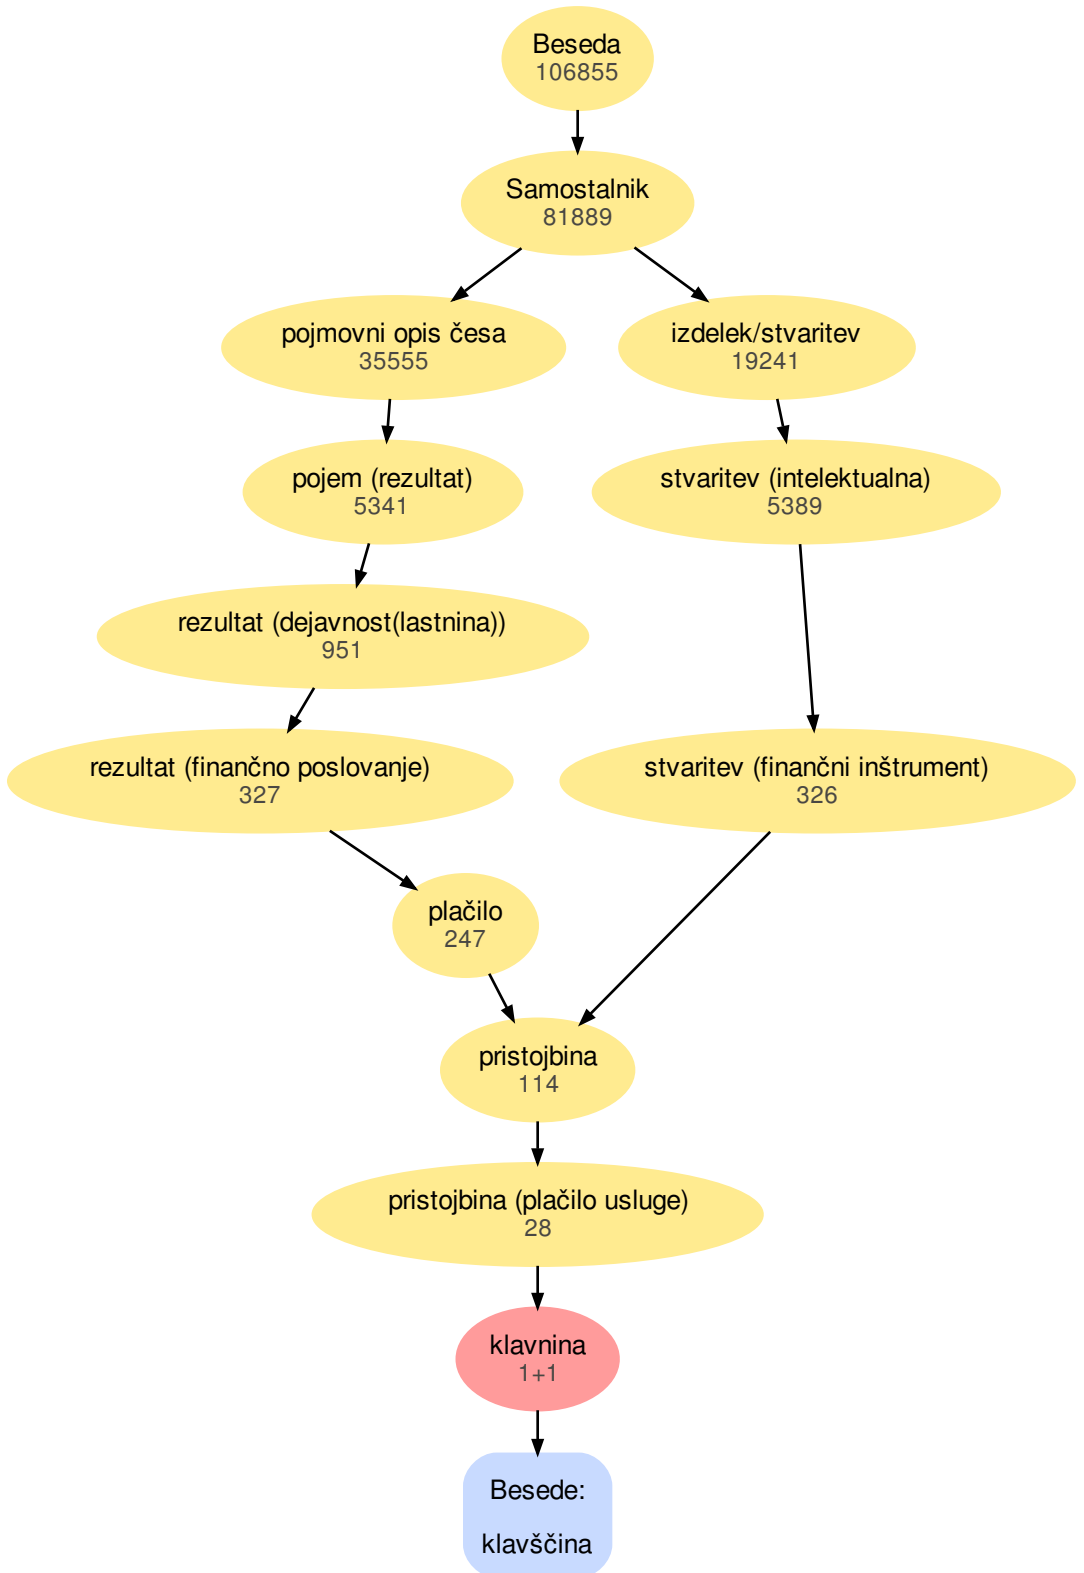 Beseda
106855
Samostalnik
81889
pojmovni opis česa
35555
izdelek/stvaritev
19241
pojem (rezultat)
5341
stvaritev (intelektualna)
5389
rezultat (dejavnost(lastnina))
951
rezultat (finančno poslovanje)
327
stvaritev (finančni inštrument)
326
plačilo
247
pristojbina
114
pristojbina (plačilo usluge)
28
klavnina
1+1
Besede:
klavščina